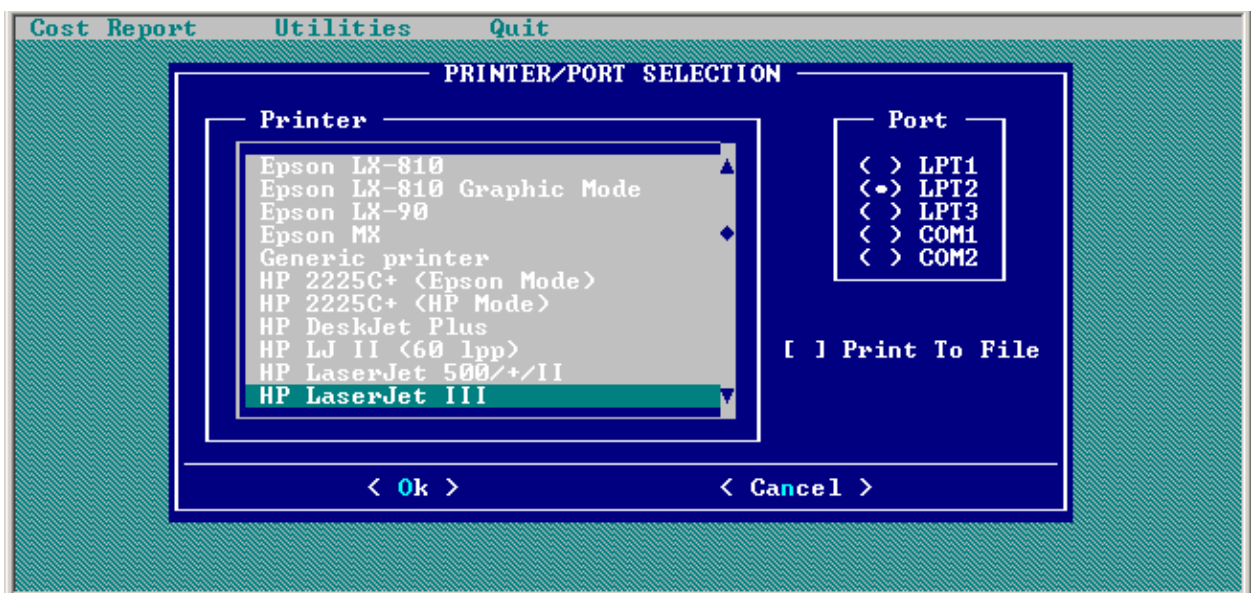 Cost Report Utilities Quit
PRINTER/PORT SELECTION
Printer
Epson LX-810
Epson LX-810 Graphic Mode
Epson LX-90
Epson MX
Generic printer
HP 2225C+ (Epson Mode)
HP 2225C+ (HP Mode)
HP DeskJet Plus
HP LJ II (60 lpp)
HP LaserJet 500/+/II
HP LaserJet III
Port
( ) LPT1
(•) LPT2
( ) LPT3
( ) COM1
( ) COM2
[ ] Print To File
< Ok >
< Cancel >